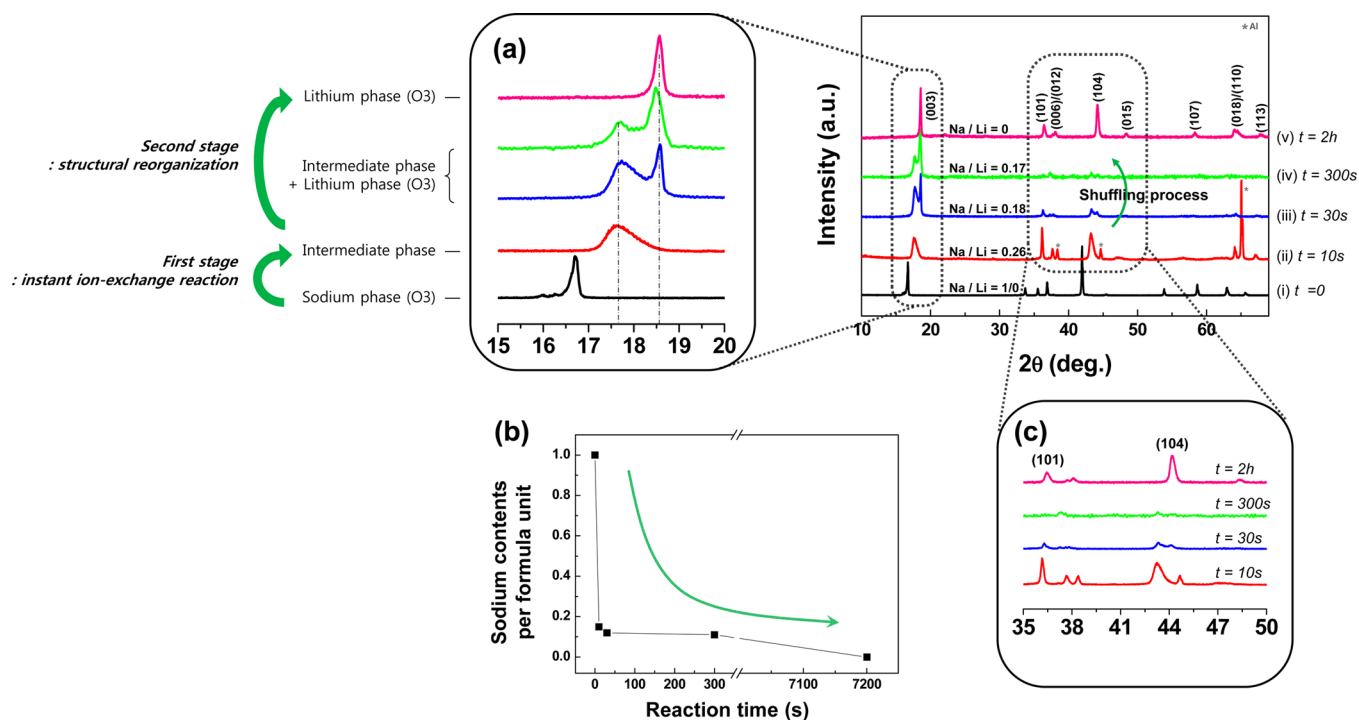 (a)
Lithium phase (O3)
Second stage
: structural reorganization
Intermediate phase
+ Lithium phase (O3)
Intermediate phase
First stage
: instant ion-exchange reaction
Sodium phase (O3)
15 16 17 18 19 20
*Al
Intensity (a.u.)
(003)
(101)
(006)/(012)
(104)
(015)
(107)
(018)/(110)
(113)
Na / Li = 0
(v) t = 2h
Na / Li = 0.17
(iv) t = 300s
Shuffling process
Na / Li = 0.18
(iii) t = 30s
*
Na / Li = 0.26
* *
(ii) t = 10s
Na / Li = 1/0
(i) t =0
10 20 30 40 50 60
2θ (deg.)
(b)
Sodium contents
per formula unit
1.0
0.8
0.6
0.4
0.2
0.0
0 100 200 300 7100 7200
Reaction time (s)
(c)
(101)
(104)
t = 2h
t = 300s
t = 30s
t = 10s
35 38 41 44 47 50